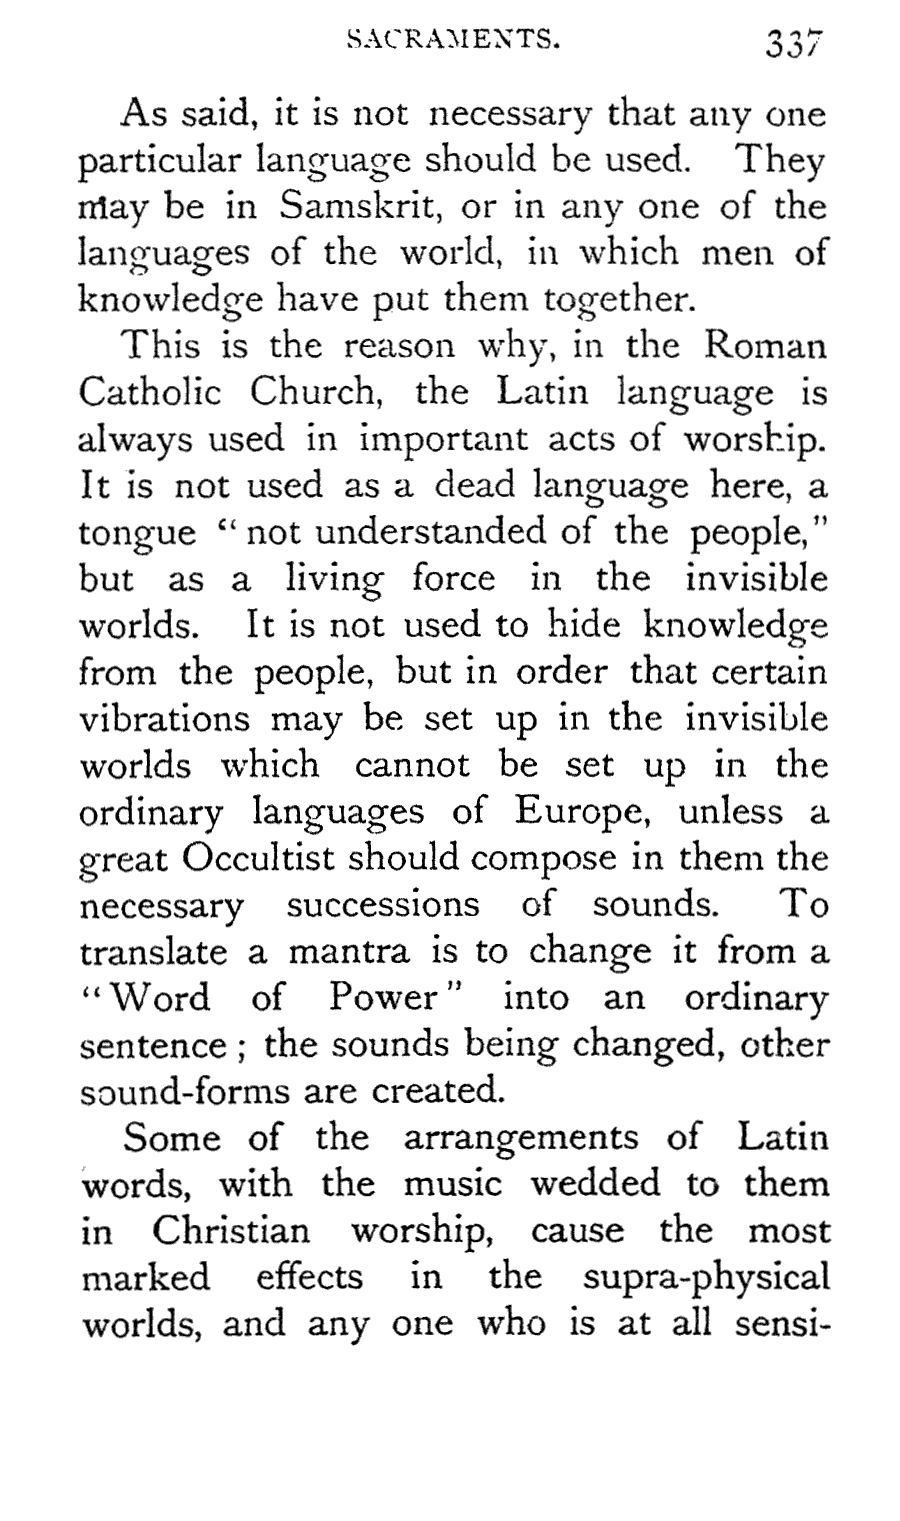 SACRAMENTS. 337
As said, it is not necessary that any one
particular language should be used. They
may be in Samskrit, or in any one of the
languages of the world, in which men of
knowledge have put them together.
This is the reason why, in the Roman
Catholic Church, the Latin language is
always used in important acts of worship.
It is not used as a dead language here, a
tongue “not understanded of the people,”
but as a living force in the invisible
worlds. It is not used to hide knowledge
from the people, but in order that certain
vibrations may be set up in the invisible
worlds which cannot be set up in the
ordinary languages of Europe, unless a
great Occultist should compose in them the
necessary successions of sounds. To
translate a mantra is to change it from a
“Word of Power” into an ordinary
sentence; the sounds being changed, other
sound-forms are created.
Some of the arrangements of Latin
words, with the music wedded to them
in Christian worship, cause the most
marked effects in the supra-physical
worlds, and any one who is at all sensi-